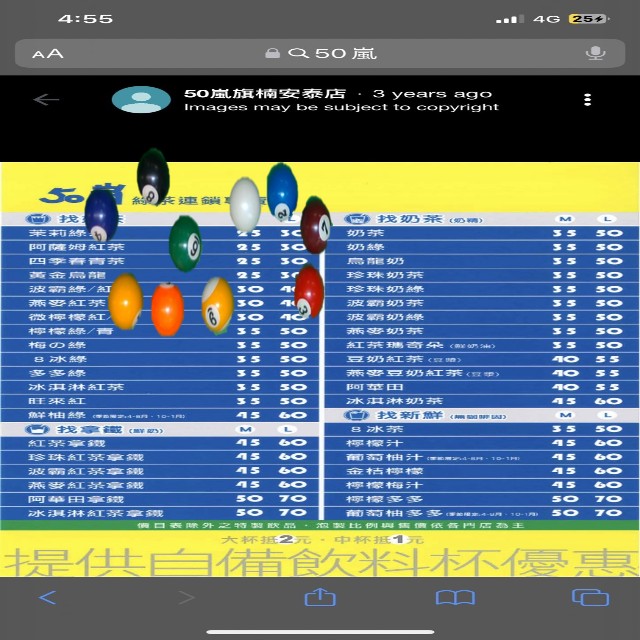 4:55
4G
25
AA
50 嵐
50嵐旗楠安泰店 · 3 years ago
Images may be subject to copyright
50嵐
綠茶連鎖專
找 茶 L
茉莉綠 25 30
阿薩姆紅茶 25 30
四季春青茶 25 30
黃金烏龍 25 30
波霸綠/紅 30 40
燕麥紅茶 30
微檸檬紅/ 30 40
檸檬綠/青 35 50
梅の綠 35 50
8冰綠 35 50
多多綠 35 50
冰淇淋紅茶 35 50
旺來紅 35 50
鮮柚綠 45 60
找拿鐵 (鮮奶) M L
紅茶拿鐵 45 60
珍珠紅茶拿鐵 45 60
波霸紅茶拿鐵 45 60
燕麥紅茶拿鐵 45 60
阿華田拿鐵 50 70
冰淇淋紅茶拿鐵 50 70
找奶茶 (奶精) M L
奶茶 35 50
奶綠 35 50
烏龍奶 35 50
珍珠奶茶 35 50
珍珠奶綠 35 50
波霸奶茶 35 50
波霸奶綠 35 50
燕麥奶茶 35 50
紅茶瑪奇朵 (鮮奶油) 35 50
豆奶紅茶 (豆漿) 40 55
燕麥豆奶紅茶 (豆漿) 40 55
阿華田 40 55
冰淇淋奶茶 45 60
找新鮮 (無咖啡因) M L
8冰茶 35 50
檸檬汁 45 60
葡萄柚汁 45 60
金桔檸檬 45 60
檸檬梅汁 45 60
檸檬多多 50 70
葡萄柚多多 50 70
價目表除外之特製飲品，泡製比例與售價依各門店為主
大杯抵2元·中杯抵1元
提供自備飲料杯優惠